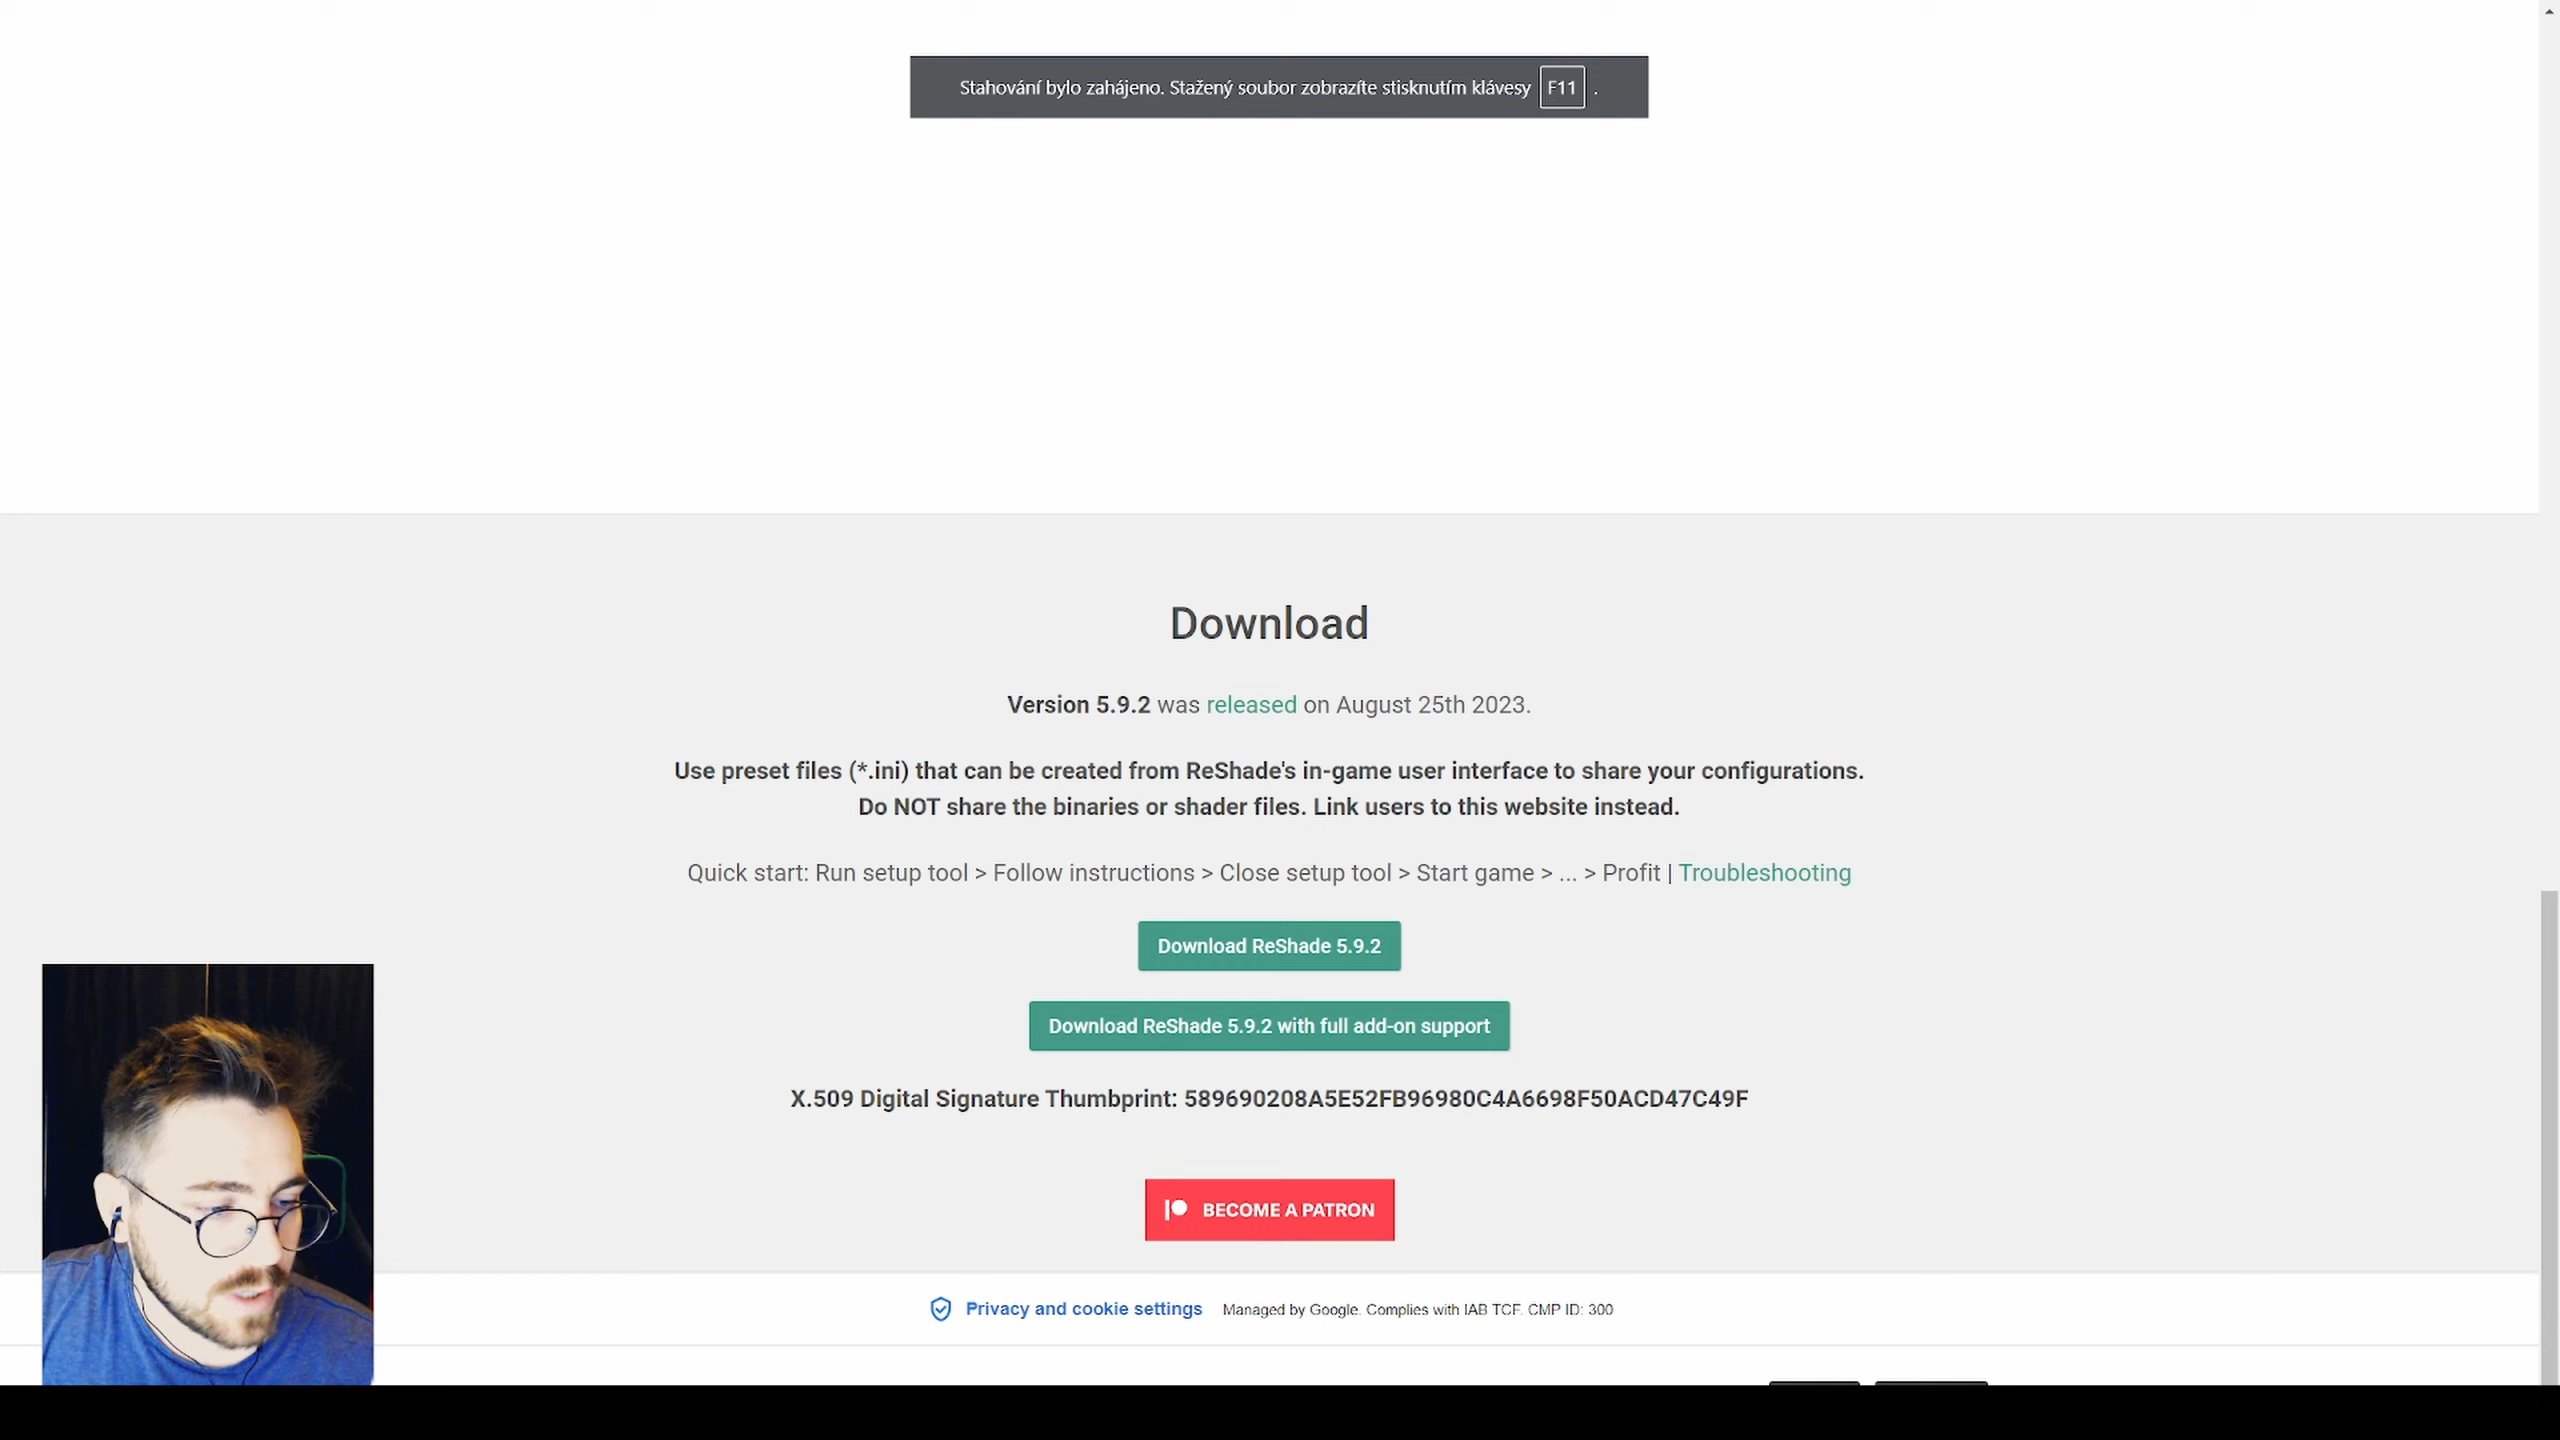 Stahování bylo zahájeno. Stažený soubor zobrazíte stisknutím klávesy F11 .
Download
Version 5.9.2 was released on August 25th 2023.
Use preset files (*.ini) that can be created from ReShade's in-game user interface to share your configurations.
Do NOT share the binaries or shader files. Link users to this website instead.
Quick start: Run setup tool > Follow instructions > Close setup tool > Start game > ... > Profit | Troubleshooting
Download ReShade 5.9.2
Download ReShade 5.9.2 with full add-on support
X.509 Digital Signature Thumbprint: 589690208A5E52FB96980C4A6698F50ACD47C49F
BECOME A PATRON
Privacy and cookie settings Managed by Google. Complies with IAB TCF. CMP ID: 300